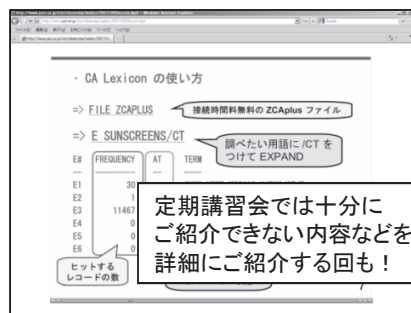 ・ CA Lexicon の使い方
=> FILE ZCAPLUS
接続時間料無料の ZCAplus ファイル
=> E SUNSCREENS/CT
調べたい用語に /CT を
つけて EXPAND
E# FREQUENCY AT TERM
E1 30
E2 1
E3 11467
E4 0
E5 0
E6 0
定期講習会では十分に
ご紹介できない内容などを
詳細にご紹介する回も！
ヒットする
レコードの数